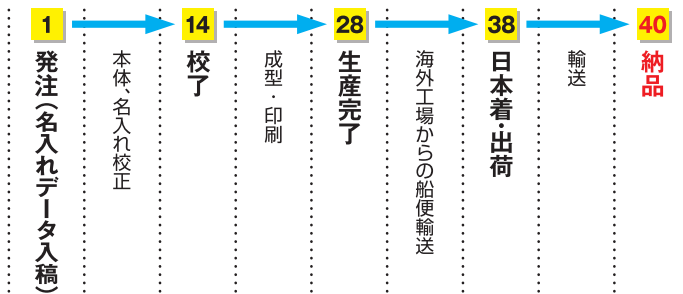 1
発注（名入れデータ入稿）
本体、名入れ校正
14
校了
成型・印刷
28
生産完了
海外工場からの船便輸送
38
日本着・出荷
輸送
40
納品